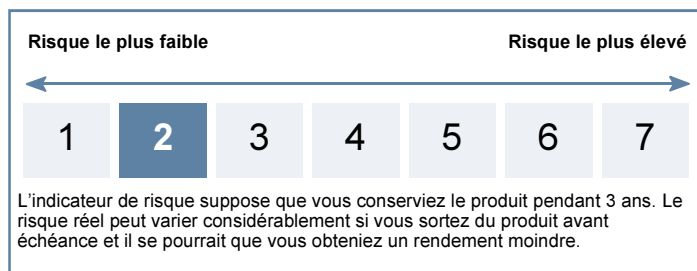 Risque le plus faible Risque le plus élevé
1 2 3 4 5 6 7
L'indicateur de risque suppose que vous conserviez le produit pendant 3 ans. Le
risque réel peut varier considérablement si vous sortez du produit avant
échéance et il se pourrait que vous obteniez un rendement moindre.